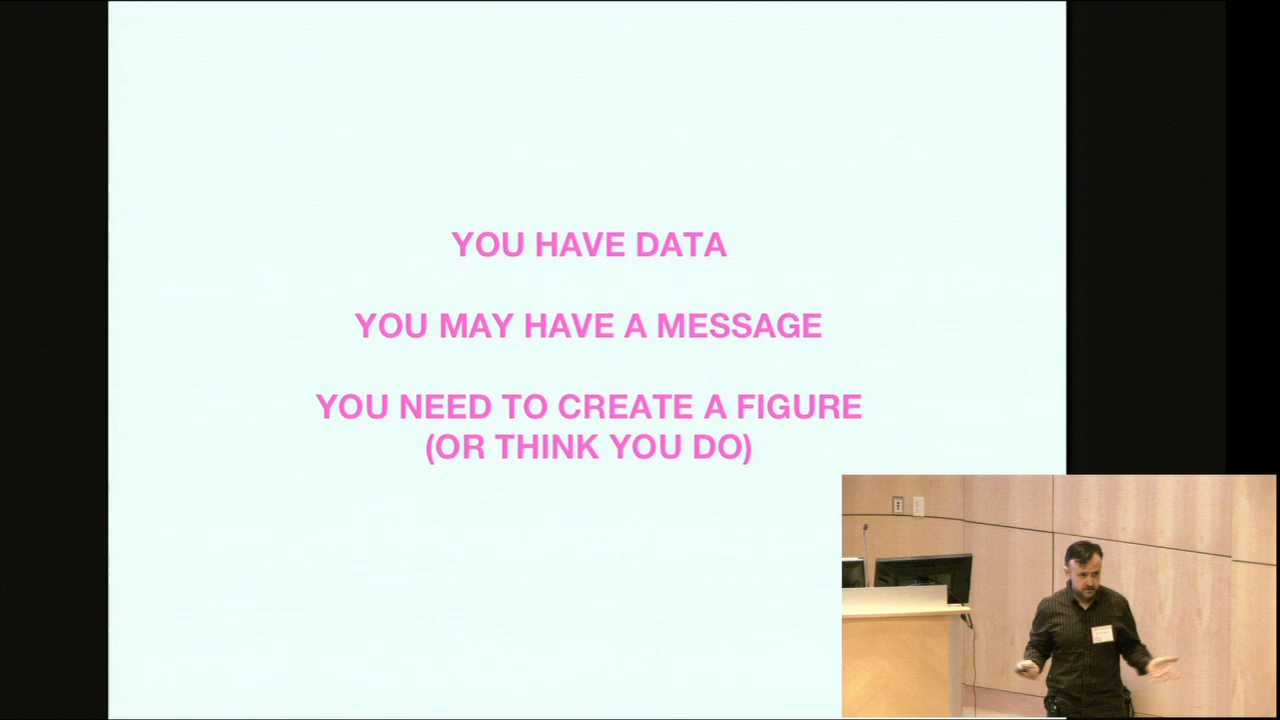 YOU HAVE DATA
YOU MAY HAVE A MESSAGE
YOU NEED TO CREATE A FIGURE
(OR THINK YOU DO)